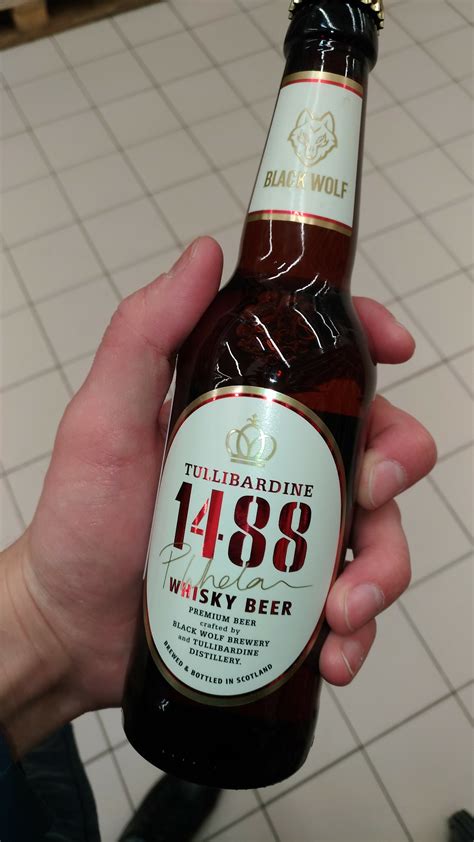 BLACK WOLF
TULLIBARDINE
1488
P. Whelan
WHISKY BEER
PREMIUM BEER
crafted by
BLACK WOLF BREWERY
and TULLIBARDINE
DISTILLERY.
BREWED & BOTTLED IN SCOTLAND